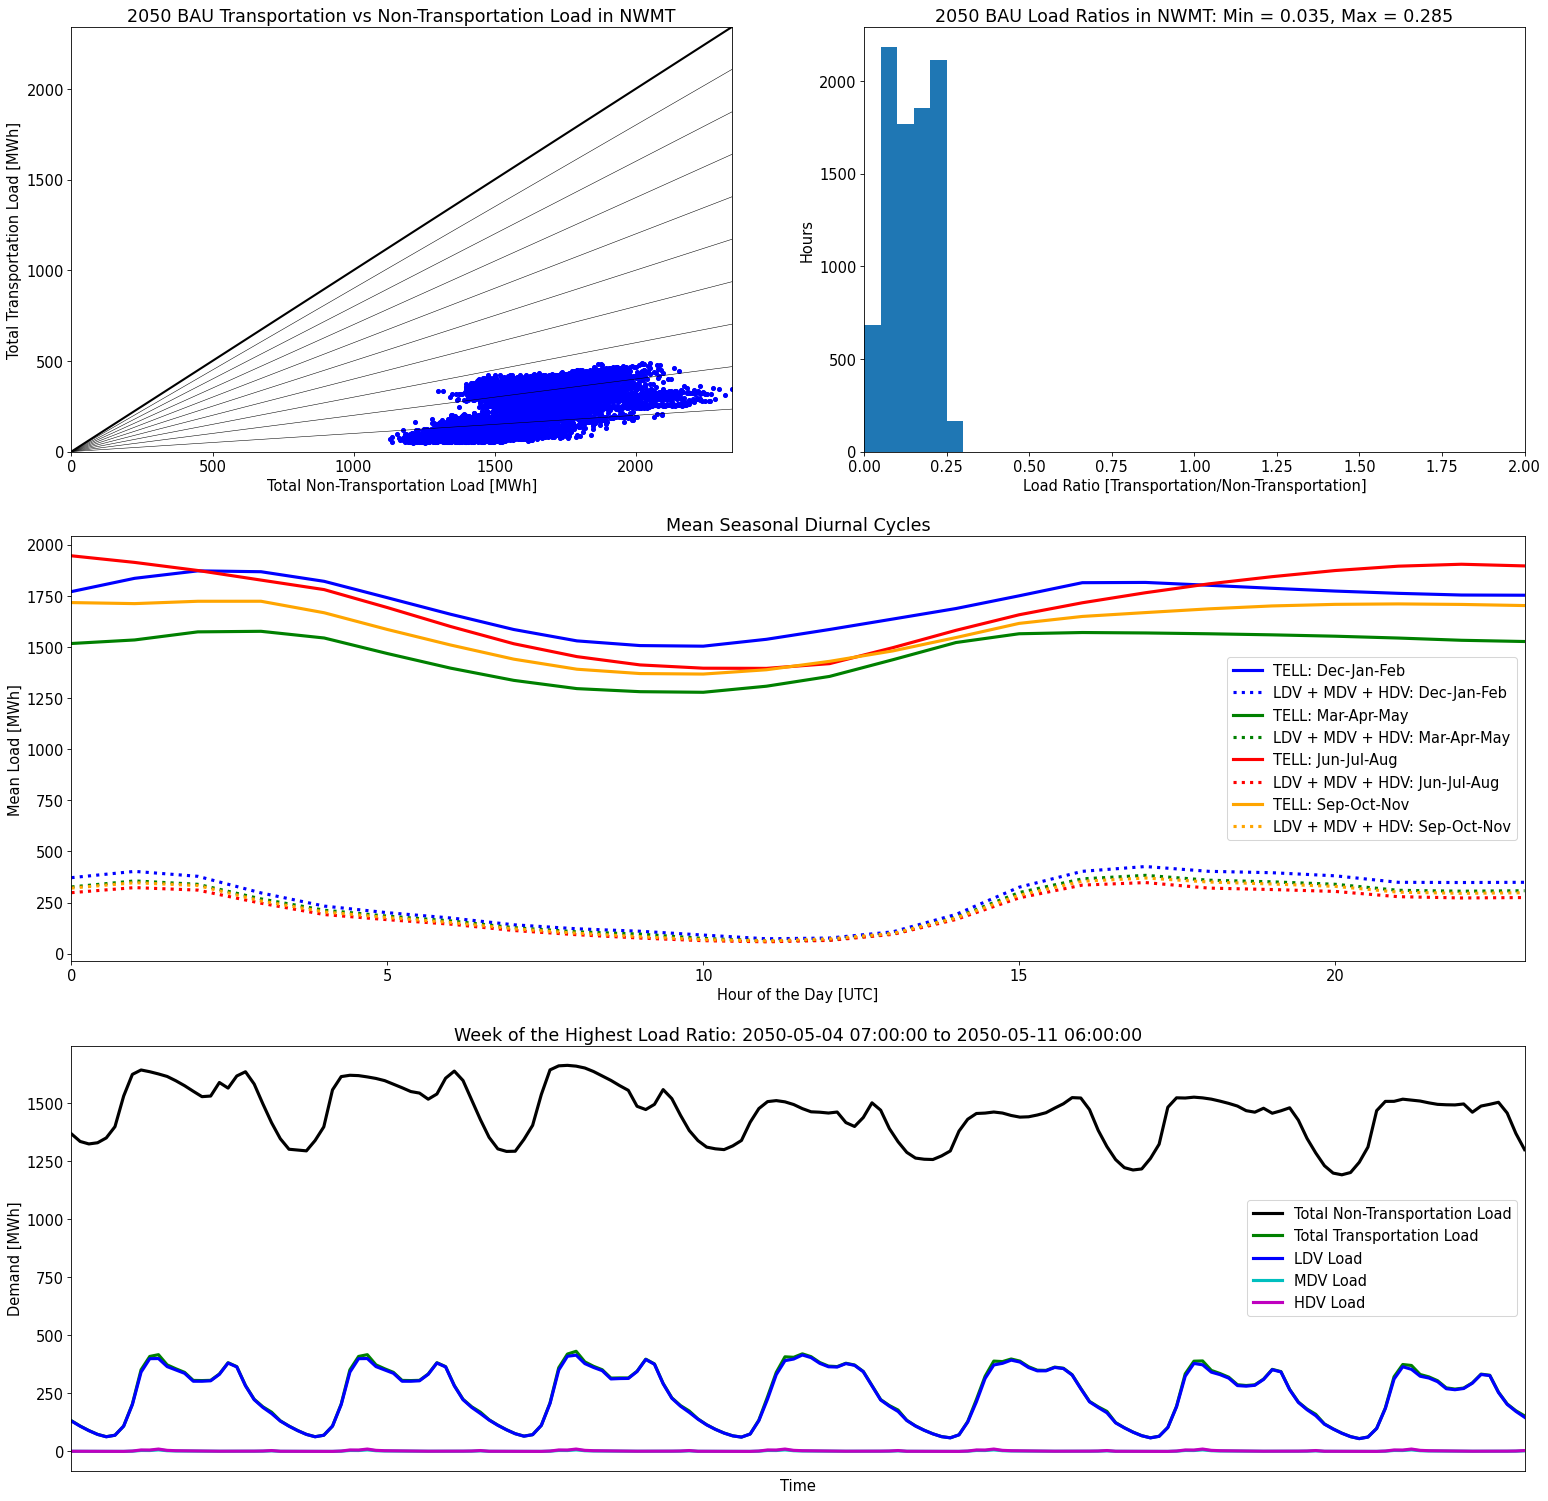 2050 BAU Transportation vs Non-Transportation Load in NWMT
Total Transportation Load [MWh]
2000
1500
1000
500
0
0 500 1000 1500 2000
Total Non-Transportation Load [MWh]
2050 BAU Load Ratios in NWMT: Min = 0.035, Max = 0.285
Hours
2000
1500
1000
500
0
0.00 0.25 0.50 0.75 1.00 1.25 1.50 1.75 2.00
Load Ratio [Transportation/Non-Transportation]
Mean Seasonal Diurnal Cycles
Mean Load [MWh]
2000
1750
1500
1250
1000
750
500
250
0
TELL: Dec-Jan-Feb
LDV + MDV + HDV: Dec-Jan-Feb
TELL: Mar-Apr-May
LDV + MDV + HDV: Mar-Apr-May
TELL: Jun-Jul-Aug
LDV + MDV + HDV: Jun-Jul-Aug
TELL: Sep-Oct-Nov
LDV + MDV + HDV: Sep-Oct-Nov
0 5 10 15 20
Hour of the Day [UTC]
Week of the Highest Load Ratio: 2050-05-04 07:00:00 to 2050-05-11 06:00:00
Demand [MWh]
1500
1250
1000
750
500
250
0
Total Non-Transportation Load
Total Transportation Load
LDV Load
MDV Load
HDV Load
Time